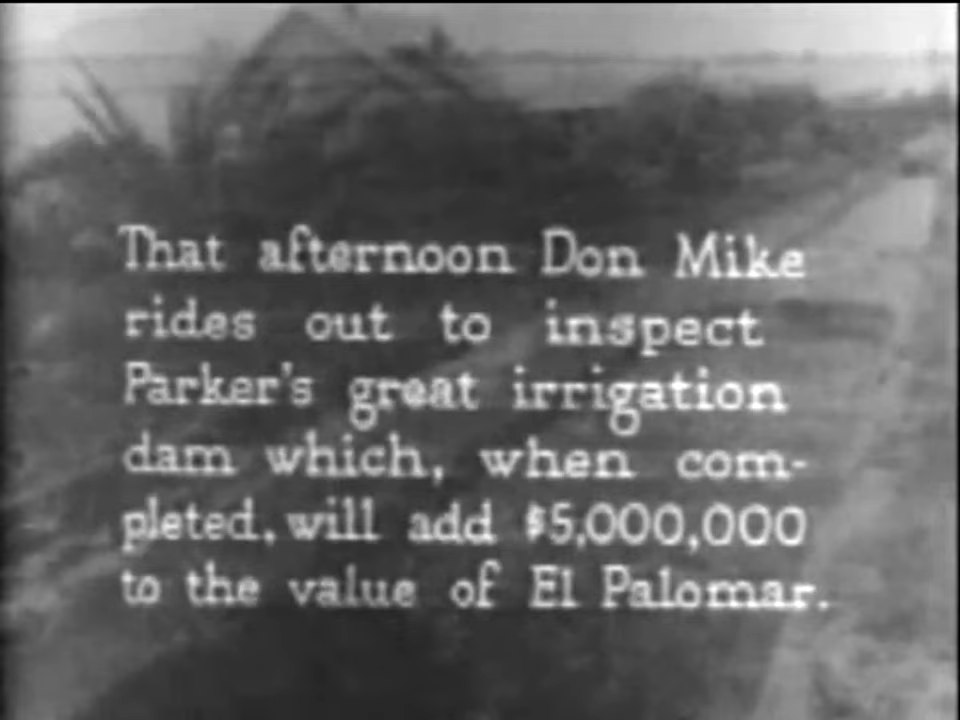 That afternoon Don Mike
rides out to inspect
Parker's great irrigation
dam which, when com-
pleted, will add $5,000,000
to the value of El Palomar.